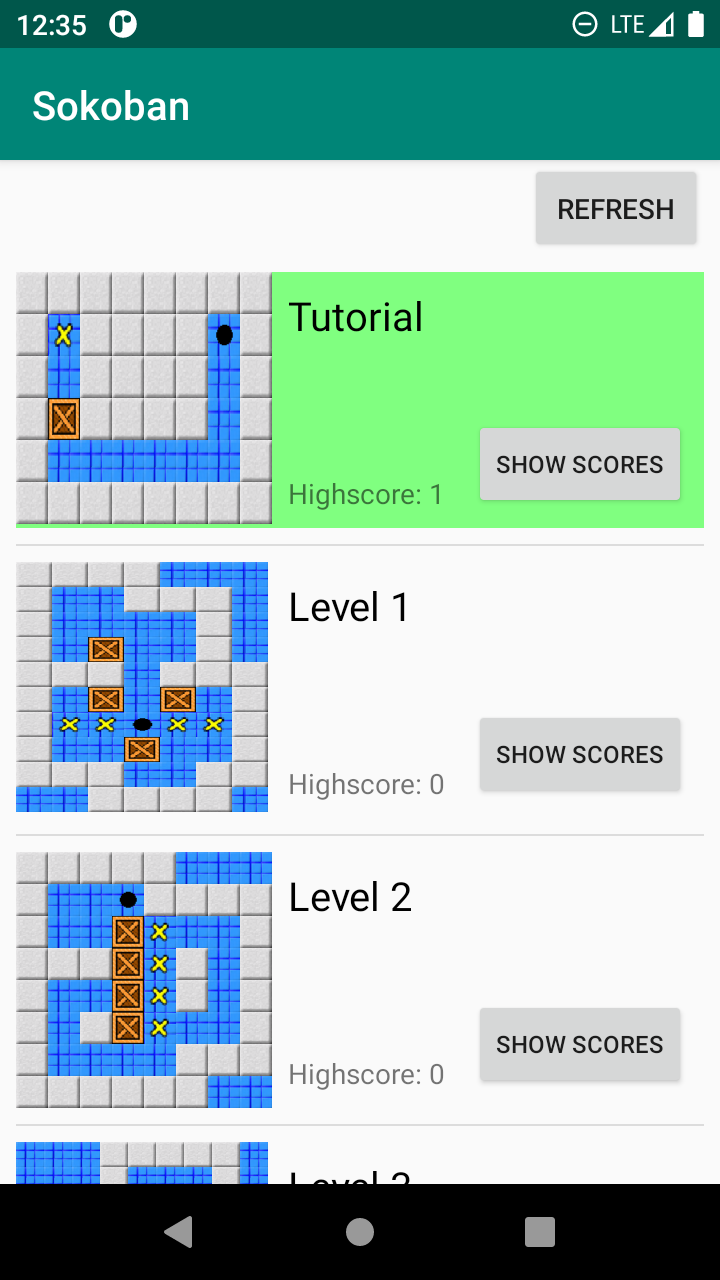 12:35
LTE
Sokoban
REFRESH
Tutorial
SHOW SCORES
Highscore: 1
Level 1
SHOW SCORES
Highscore: 0
Level 2
SHOW SCORES
Highscore: 0